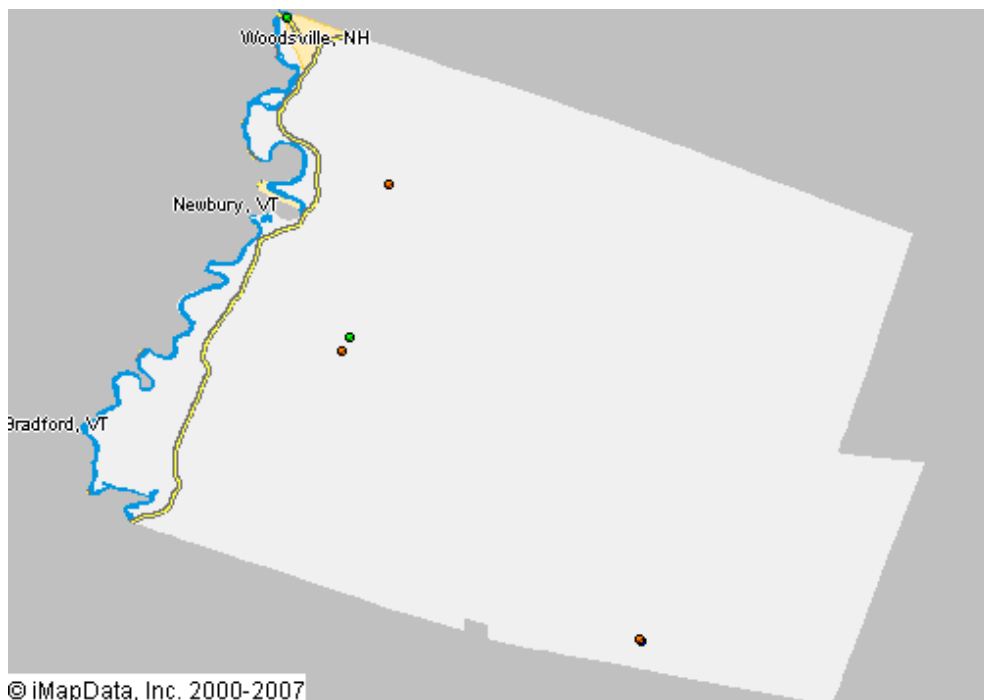 Woodsville, NH
Newbury, VT
Bradford, VT
© iMapData, Inc. 2000-2007